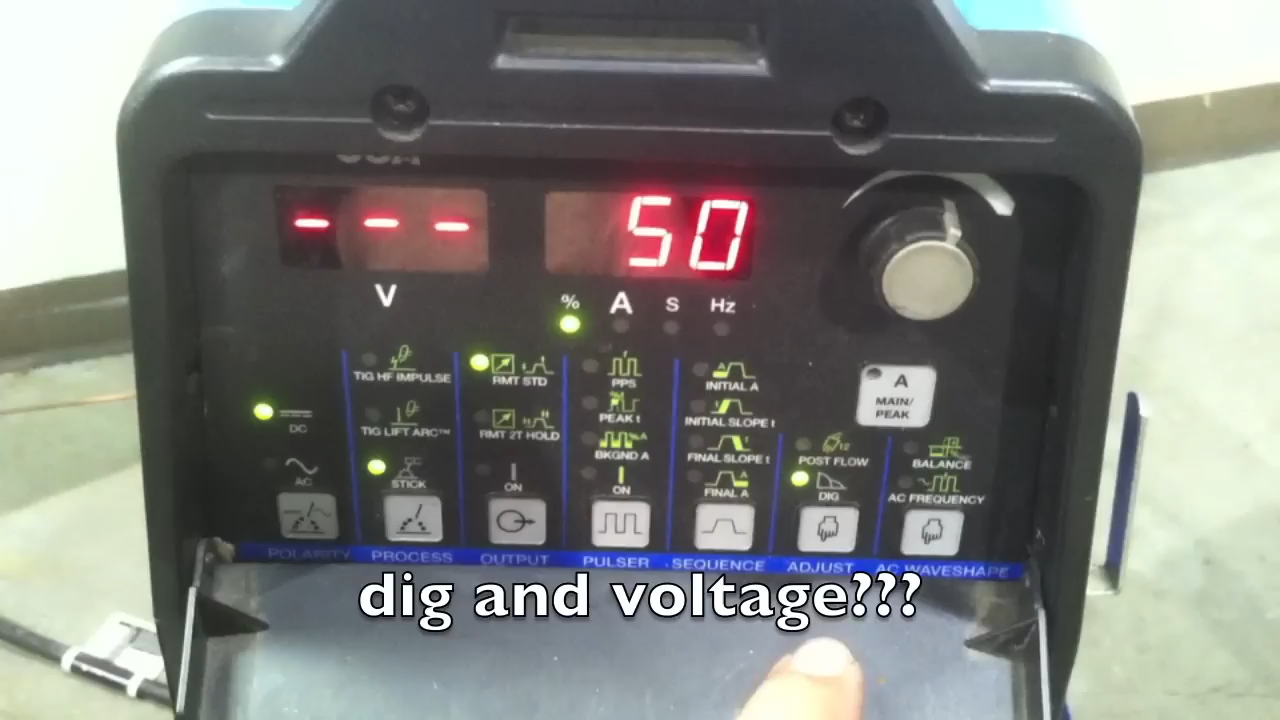 --- 50
V
% A S Hz
TIG HF IMPULSE
RMT STD
PPS
INITIAL A
A
MAIN/
PEAK
DC
TIG LIFT ARC™
RMT 2T HOLD
PEAK t
INITIAL SLOPE t
BKGND A
FINAL SLOPE t
POST FLOW
BALANCE
AC
STICK
ON
ON
FINAL A
DIG
AC FREQUENCY
POLARITY PROCESS OUTPUT PULSER SEQUENCE ADJUST AC WAVESHAPE
dig and voltage???